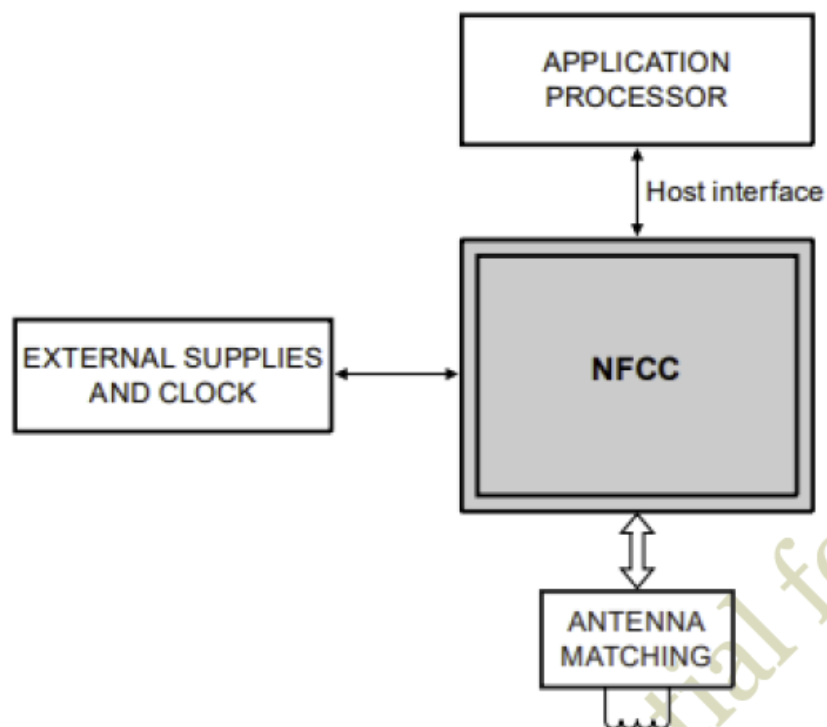 APPLICATION
PROCESSOR
Host interface
EXTERNAL SUPPLIES
AND CLOCK
NFCC
ANTENNA
MATCHING